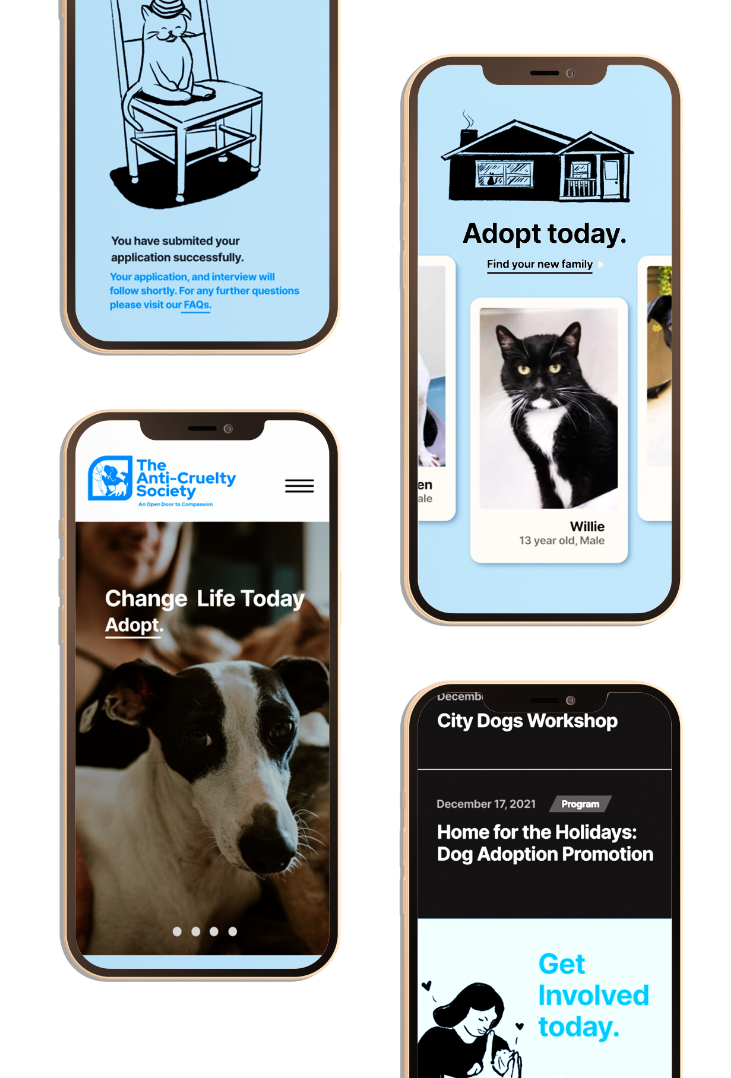 You have submited your
application successfully.
Your application, and interview will
follow shortly. For any further questions
please visit our FAQs.
Adopt today.
Find your new family
en
ale
Willie
13 year old, Male
The
Anti-Cruelty
Society
An Open Door to Compassion
Change Life Today
Adopt.
Decemb
City Dogs Workshop
December 17, 2021 Program
Home for the Holidays:
Dog Adoption Promotion
Get
Involved
today.